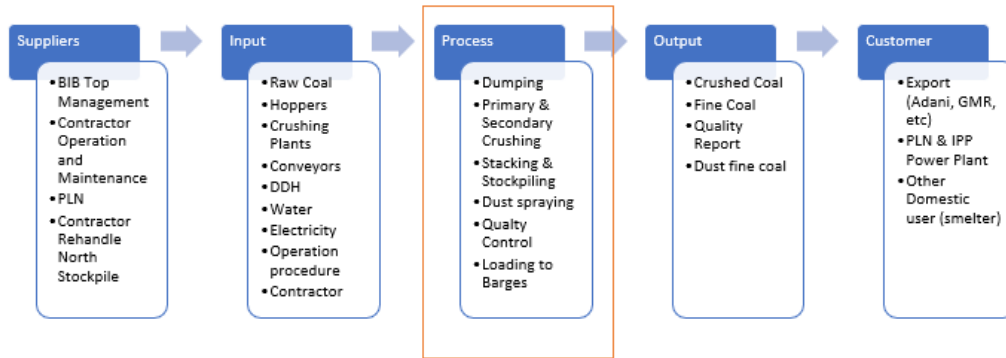 Suppliers
• BIB Top
Management
• Contractor
Operation
and
Maintenance
• PLN
• Contractor
Rehandle
North
Stockpile
Input
• Raw Coal
• Hoppers
• Crushing
Plants
• Conveyors
• DDH
• Water
• Electricity
• Operation
procedure
• Contractor
Process
• Dumping
• Primary &
Secondary
Crushing
• Stacking &
Stockpiling
• Dust spraying
• Qualty
Control
• Loading to
Barges
Output
• Crushed Coal
• Fine Coal
• Quality
Report
• Dust fine coal
Customer
• Export
(Adani, GMR,
etc)
• PLN & IPP
Power Plant
• Other
Domestic
user (smelter)